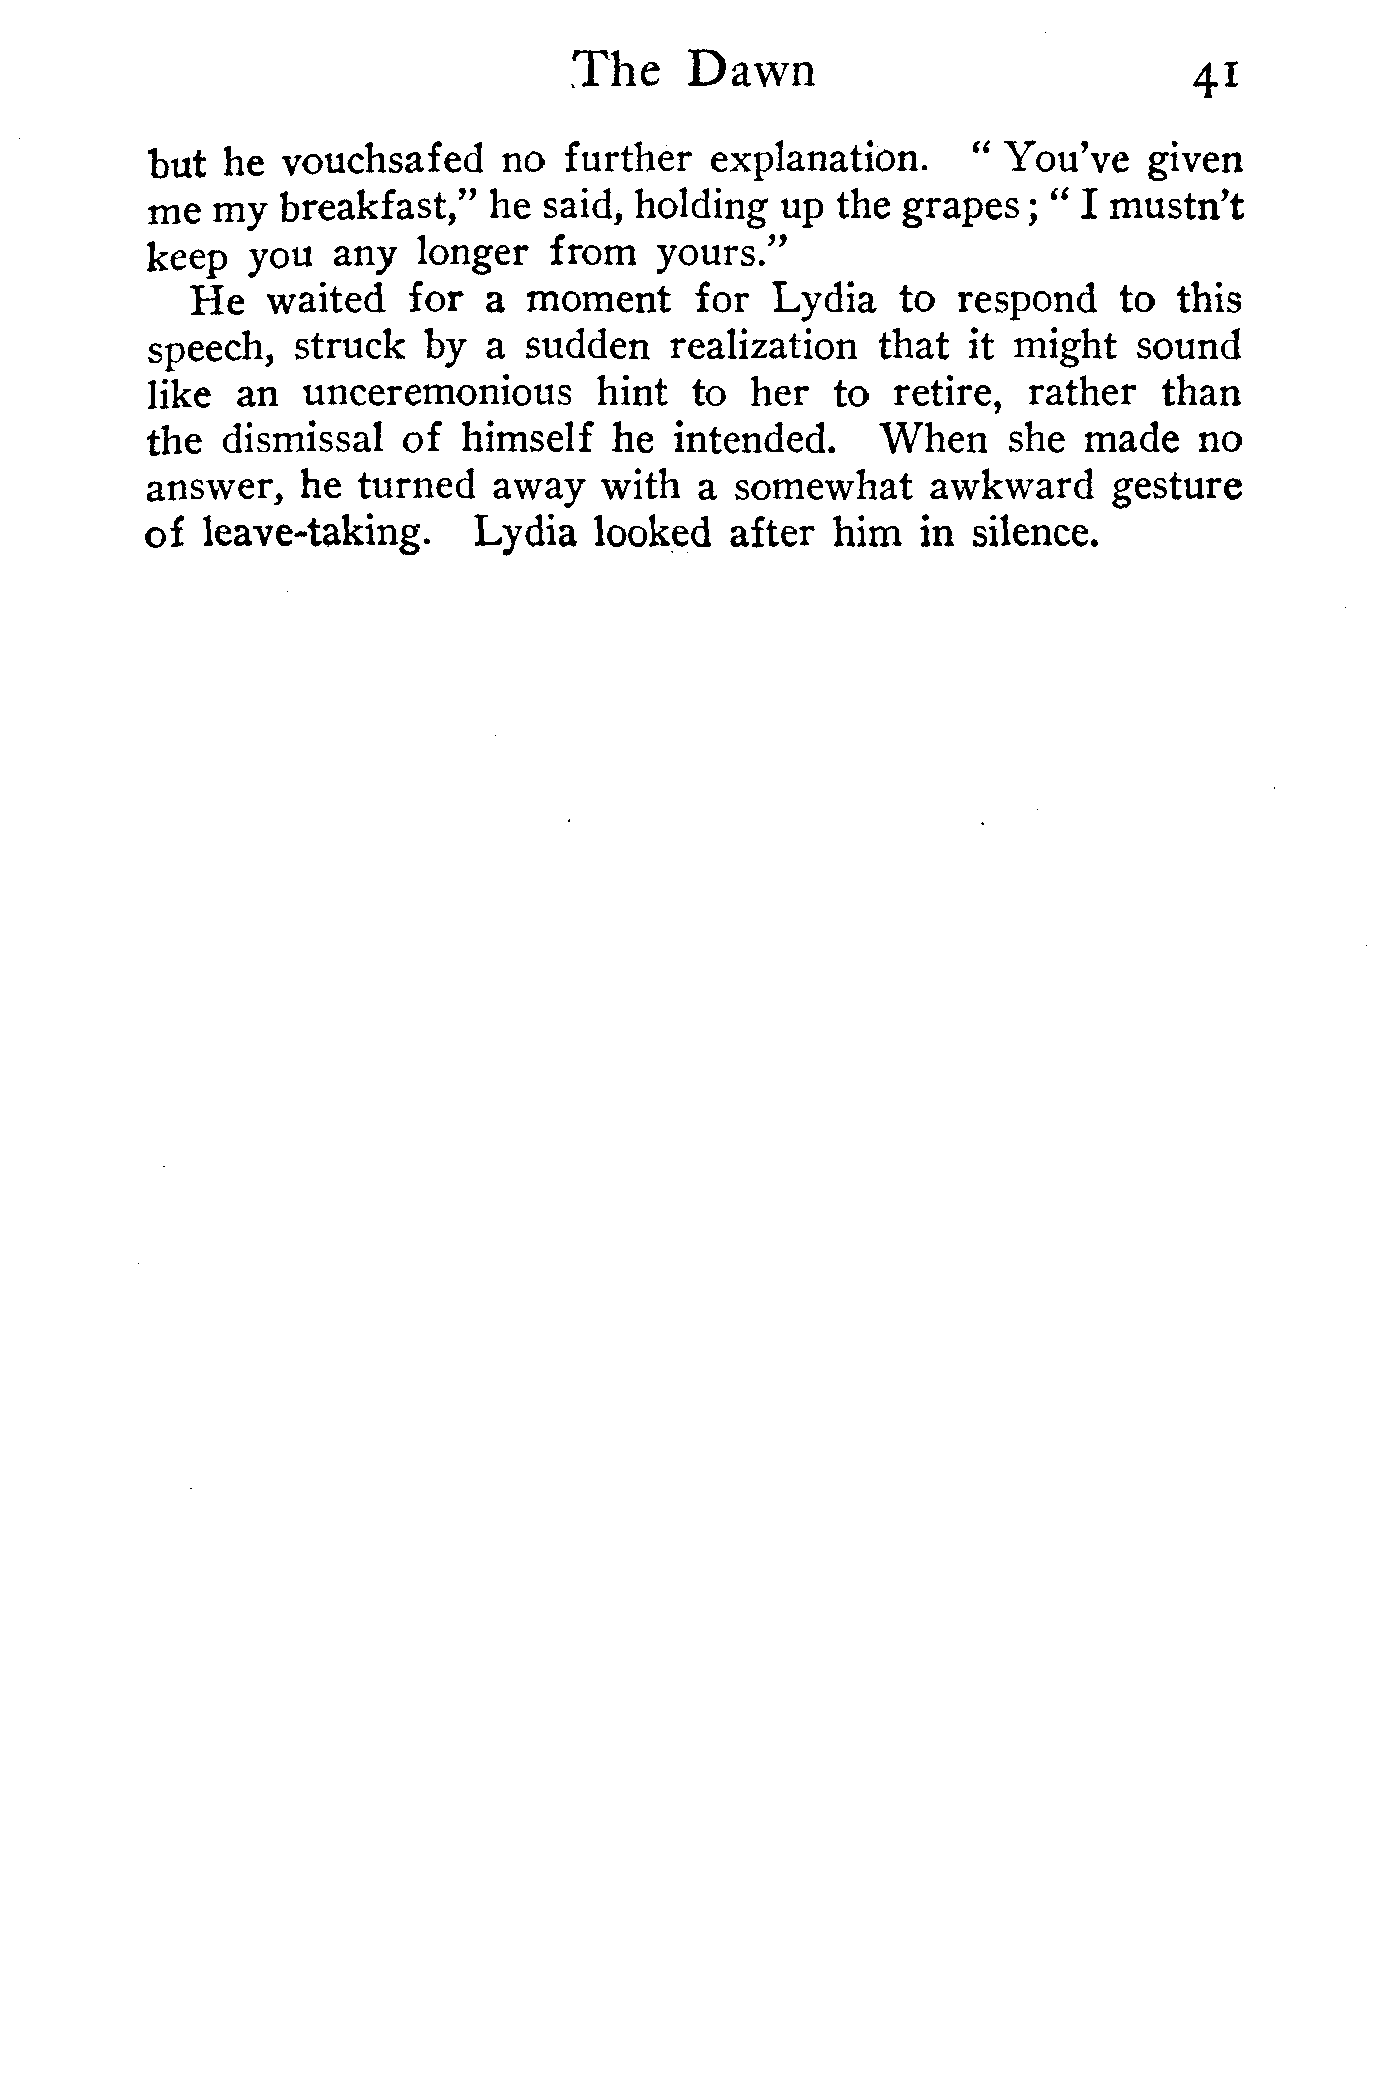 The Dawn 41
but he vouchsafed no further explanation. " You've given
me my breakfast," he said, holding up the grapes ; " I mustn't
keep you any longer from yours."
He waited for a moment for Lydia to respond to this
speech, struck by a sudden realization that it might sound
like an unceremonious hint to her to retire, rather than
the dismissal of himself he intended. When she made no
answer, he turned away with a somewhat awkward gesture
of leave-taking. Lydia looked after him in silence.